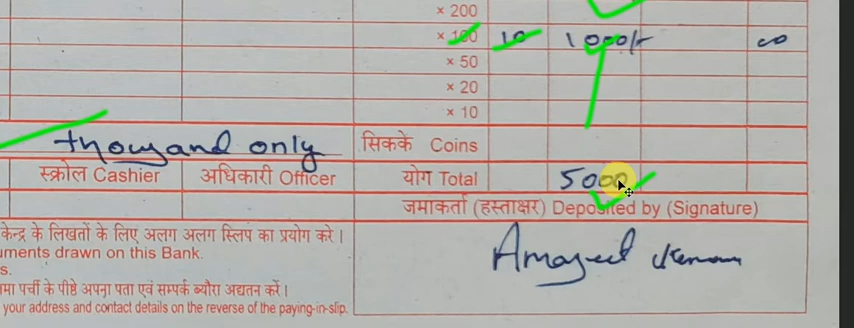 × 200
× 100 10 1000/- 00
× 50
× 20
× 10
thousand only सिक्के Coins
स्क्रोल Cashier अधिकारी Officer योग Total 5000
जमाकर्ता (हस्ताक्षर) Deposited by (Signature)
केन्द्र के लिखतों के लिए अलग अलग स्लिप का प्रयोग करे ।
uments drawn on this Bank.
s.
मा पर्ची के पीछे अपना पता एवं सम्पर्क ब्यौरा अद्यतन करें ।
your address and contact details on the reverse of the paying-in-slip.